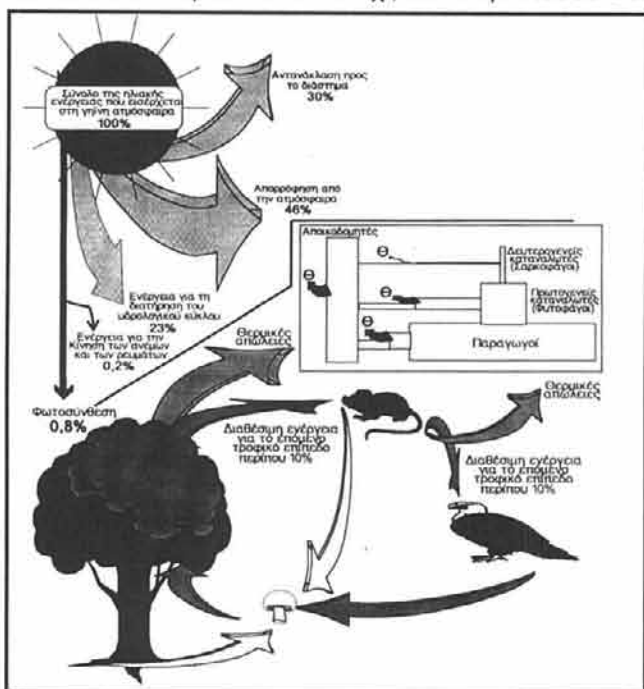 Σύνολο της ηλιακής
ενέργειας που εισέρχεται
στη γήινη ατμόσφαιρα
100%
Αντανάκλαση προς
το διάστημα
30%
Απορρόφηση από
την ατμόσφαιρα
46%
Ενέργεια για τη
διατήρηση του
υδρολογικού κύκλου
23%
Ενέργεια για την
κίνηση των ανέμων
και των ρευμάτων
0,2%
Φωτοσύνθεση
0,8%
Αποικοδομητές
Θ
Θ
Θ
Θ
Δευτερογενείς
καταναλωτές
(Σαρκοφάγοι)
Πρωτογενείς
καταναλωτές
(Φυτοφάγοι)
Παραγωγοί
Θερμικές
απώλειες
Διαθέσιμη ενέργεια
για το επόμενο
τροφικό επίπεδο
περίπου 10%
Θερμικές
απώλειες
Διαθέσιμη ενέργεια
για το επόμενο
τροφικό επίπεδο
περίπου 10%